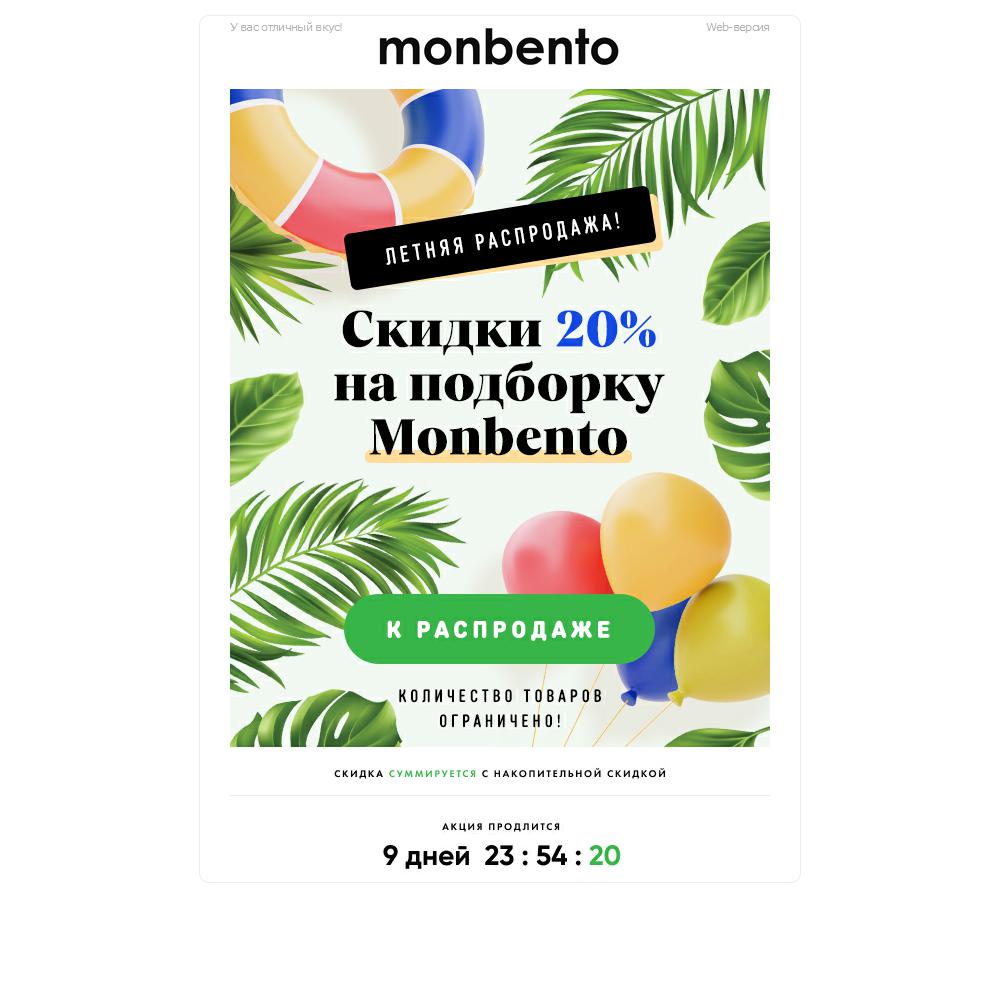 У вас отличный вкус!
Web-версия
monbento
ЛЕТНЯЯ РАСПРОДАЖА!
Скидки 20%
на подборку
Monbento
К РАСПРОДАЖЕ
КОЛИЧЕСТВО ТОВАРОВ
ОГРАНИЧЕНО!
СКИДКА СУММИРУЕТСЯ С НАКОПИТЕЛЬНОЙ СКИДКОЙ
АКЦИЯ ПРОДЛИТСЯ
9 дней 23 : 54 : 20